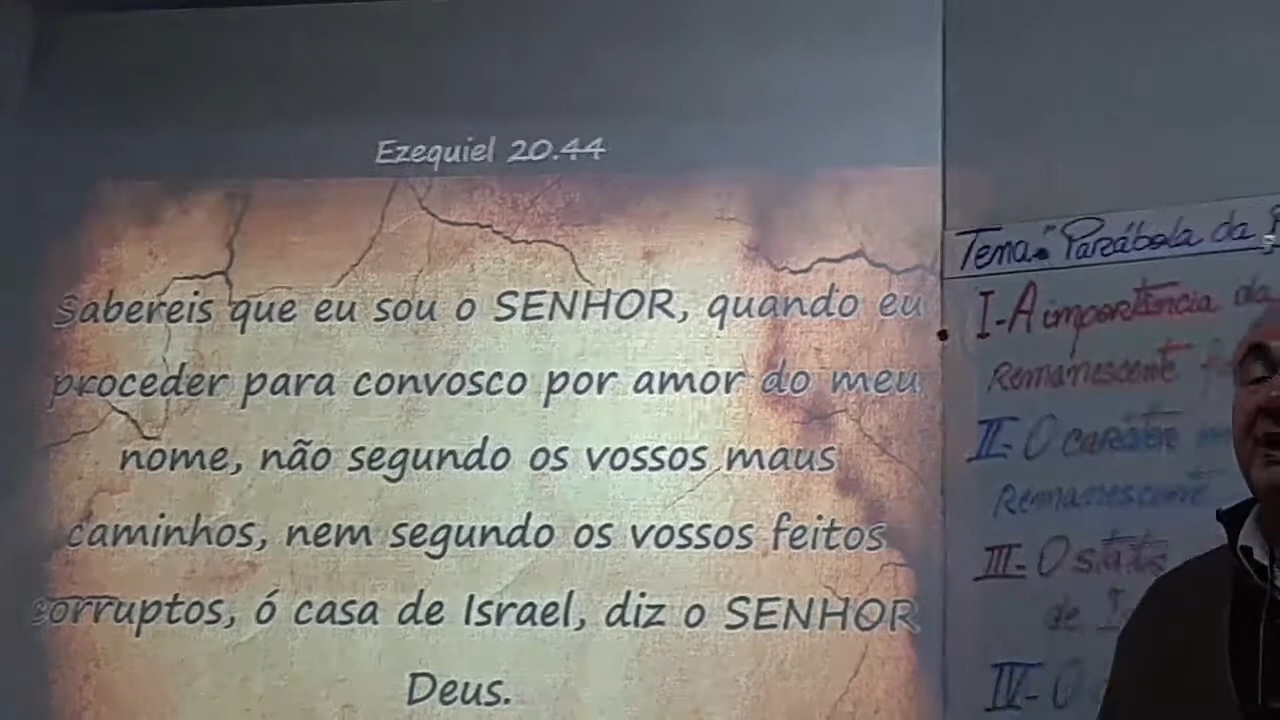 Ezequiel 20.44
Sabereis que eu sou o SENHOR, quando eu
proceder para convosco por amor do meu
nome, não segundo os vossos maus
caminhos, nem segundo os vossos feitos
corruptos, ó casa de Israel, diz o SENHOR
Deus.
Tema: Parábola da
I- A importância da
Remanescente
II- O caráter
Remanescente
III- O status
de
IV- O